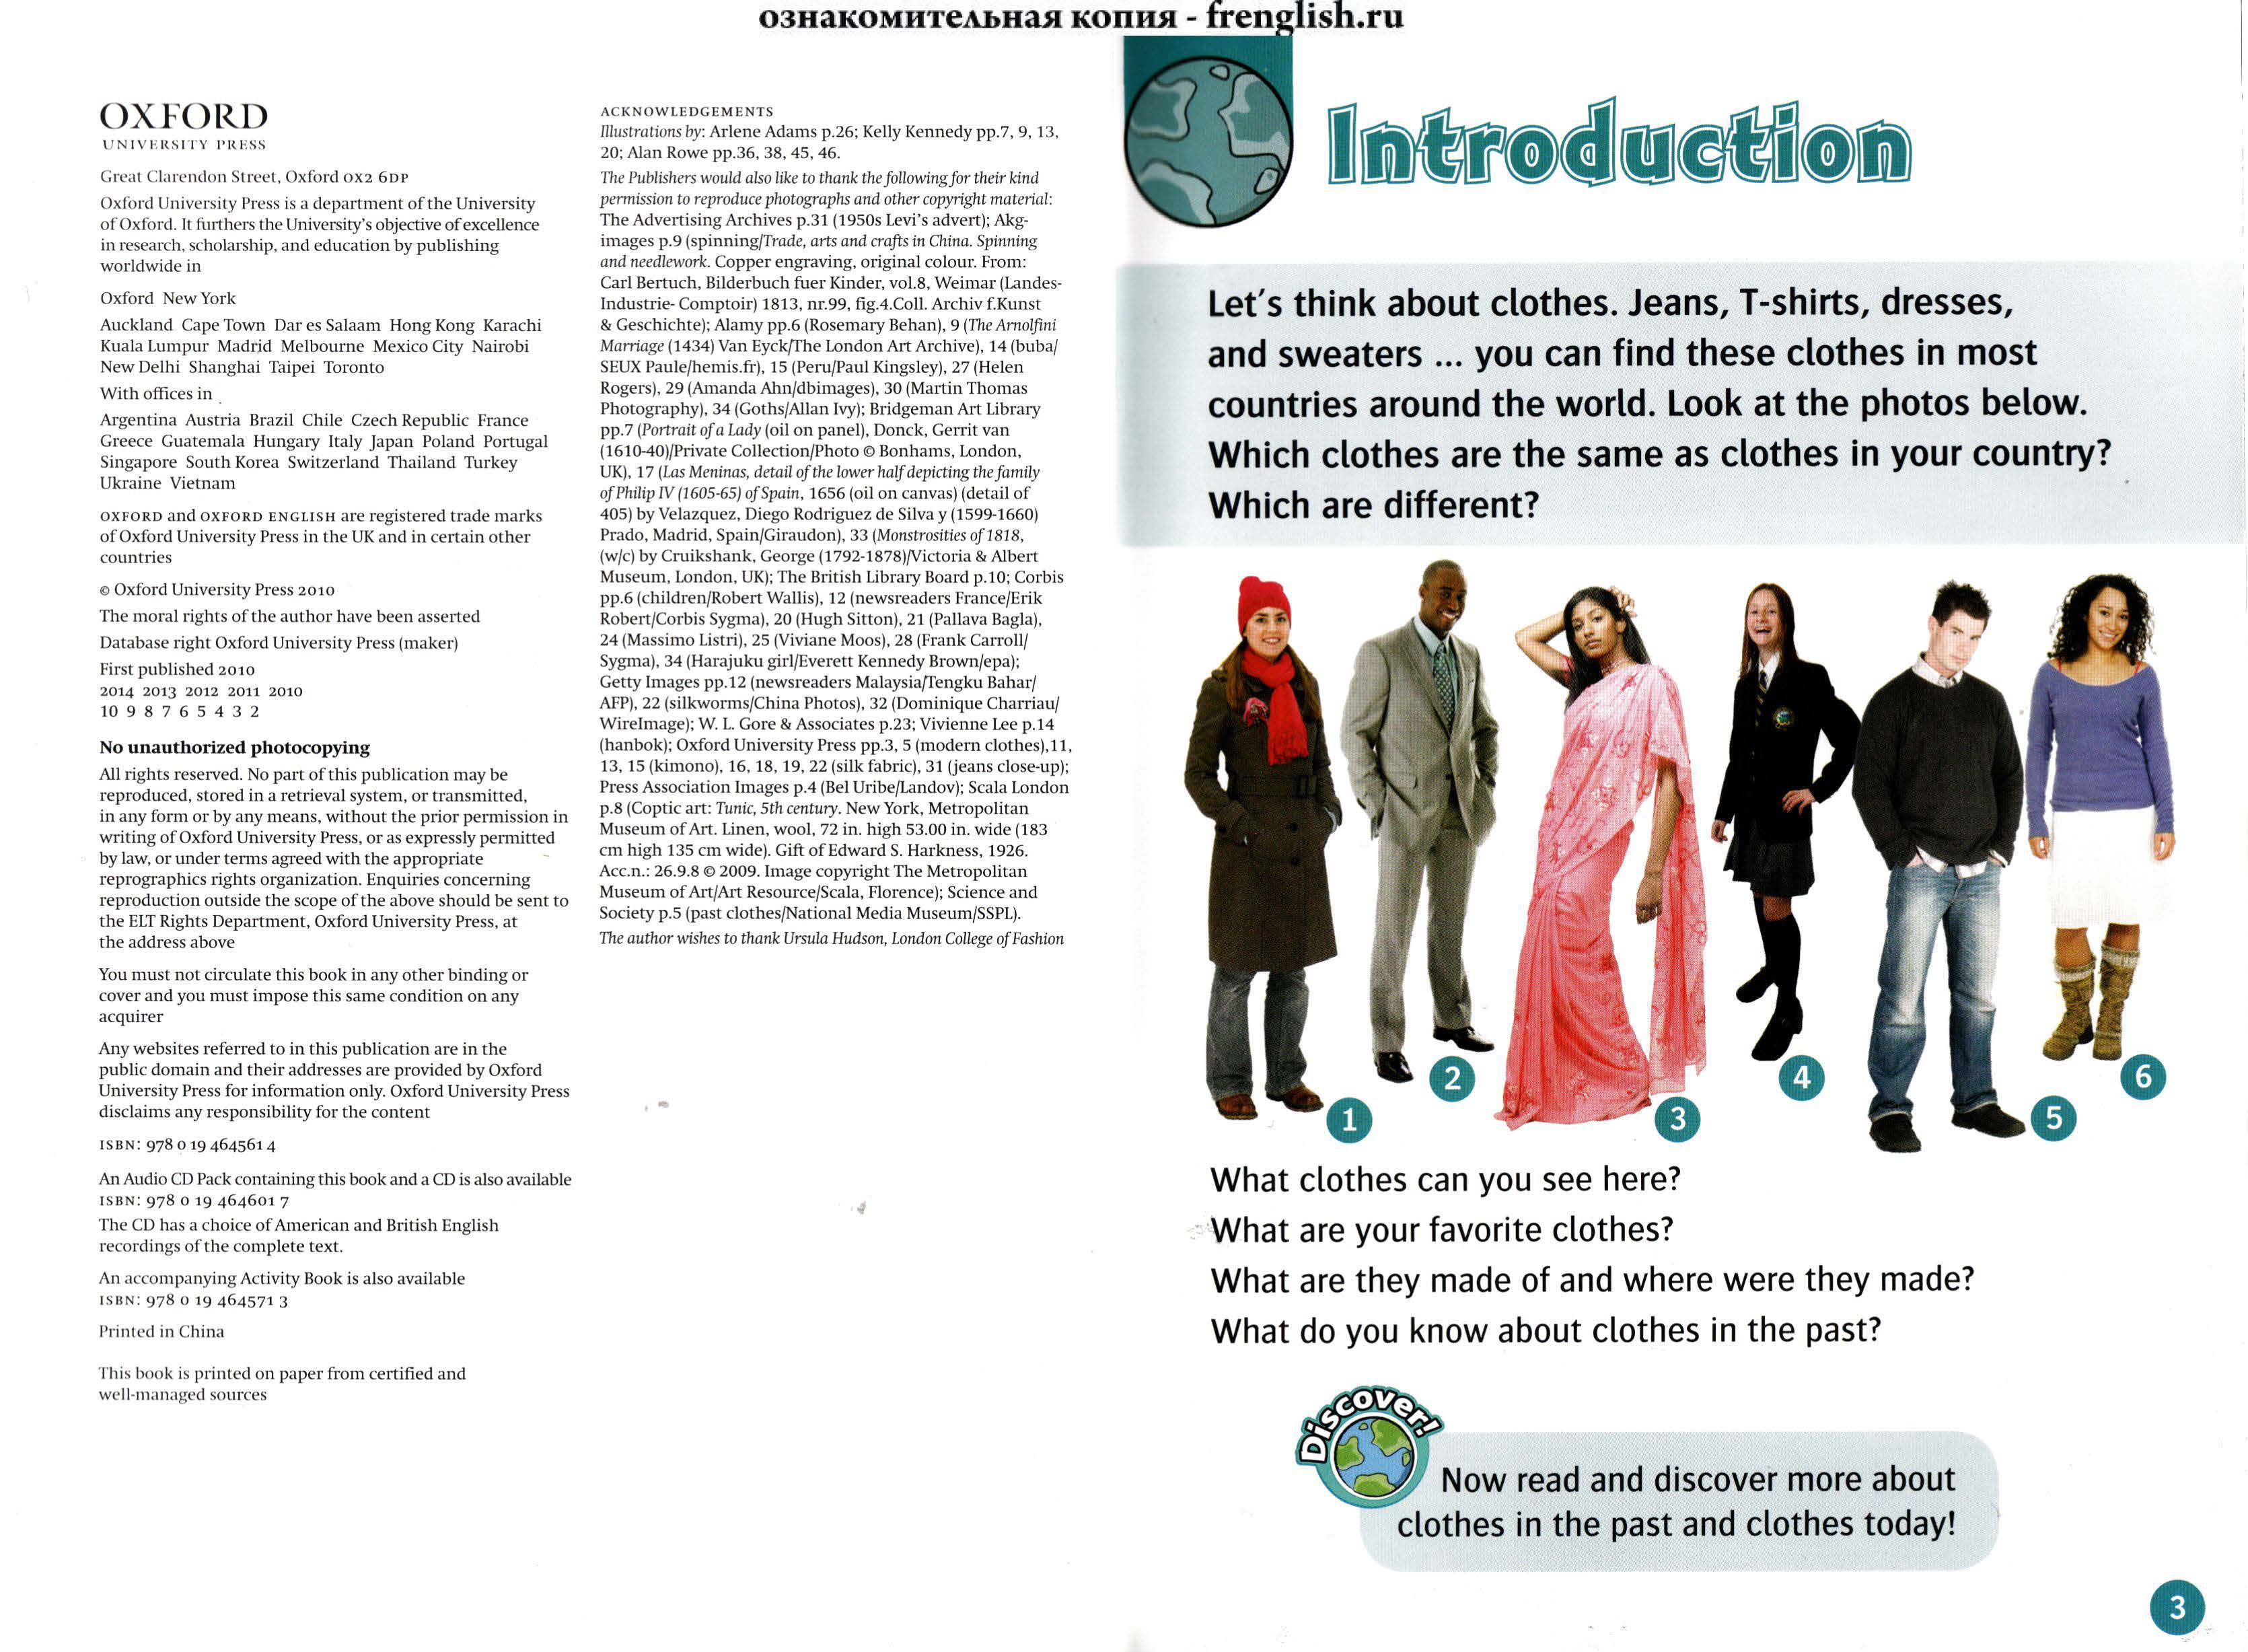 ознакомительная копия - frenglish.ru
OXFORD
UNIVERSITY PRESS
Great Clarendon Street, Oxford OX2 6DP
Oxford University Press is a department of the University
of Oxford. It furthers the University's objective of excellence
in research, scholarship, and education by publishing
worldwide in
Oxford New York
Auckland Cape Town Dar es Salaam Hong Kong Karachi
Kuala Lumpur Madrid Melbourne Mexico City Nairobi
New Delhi Shanghai Taipei Toronto
With offices in
Argentina Austria Brazil Chile Czech Republic France
Greece Guatemala Hungary Italy Japan Poland Portugal
Singapore South Korea Switzerland Thailand Turkey
Ukraine Vietnam
OXFORD and OXFORD ENGLISH are registered trade marks
of Oxford University Press in the UK and in certain other
countries
© Oxford University Press 2010
The moral rights of the author have been asserted
Database right Oxford University Press (maker)
First published 2010
2014 2013 2012 2011 2010
10 9 8 7 6 5 4 3 2
No unauthorized photocopying
All rights reserved. No part of this publication may be
reproduced, stored in a retrieval system, or transmitted,
in any form or by any means, without the prior permission in
writing of Oxford University Press, or as expressly permitted
by law, or under terms agreed with the appropriate
reprographics rights organization. Enquiries concerning
reproduction outside the scope of the above should be sent to
the ELT Rights Department, Oxford University Press, at
the address above
You must not circulate this book in any other binding or
cover and you must impose this same condition on any
acquirer
Any websites referred to in this publication are in the
public domain and their addresses are provided by Oxford
University Press for information only. Oxford University Press
disclaims any responsibility for the content
ISBN: 978 0 19 464561 4
An Audio CD Pack containing this book and a CD is also available
ISBN: 978 0 19 464601 7
The CD has a choice of American and British English
recordings of the complete text.
An accompanying Activity Book is also available
ISBN: 978 0 19 464571 3
Printed in China
This book is printed on paper from certified and
well-managed sources
ACKNOWLEDGEMENTS
Illustrations by: Arlene Adams p.26; Kelly Kennedy pp.7, 9, 13,
20; Alan Rowe pp.36, 38, 45, 46.
The Publishers would also like to thank the following for their kind
permission to reproduce photographs and other copyright material:
The Advertising Archives p.31 (1950s Levi's advert); Akg-
images p.9 (spinning/Trade, arts and crafts in China. Spinning
and needlework. Copper engraving, original colour. From:
Carl Bertuch, Bilderbuch fuer Kinder, vol.8, Weimar (Landes-
Industrie- Comptoir) 1813, nr.99, fig.4.Coll. Archiv f.Kunst
& Geschichte); Alamy pp.6 (Rosemary Behan), 9 (The Arnolfini
Marriage (1434) Van Eyck/The London Art Archive), 14 (buba/
SEUX Paule/hemis.fr), 15 (Peru/Paul Kingsley), 27 (Helen
Rogers), 29 (Amanda Ahn/dbimages), 30 (Martin Thomas
Photography), 34 (Goths/Allan Ivy); Bridgeman Art Library
pp.7 (Portrait of a Lady (oil on panel), Donck, Gerrit van
(1610-40)/Private Collection/Photo © Bonhams, London,
UK), 17 (Las Meninas, detail of the lower half depicting the family
of Philip IV (1605-65) of Spain, 1656 (oil on canvas) (detail of
405) by Velazquez, Diego Rodriguez de Silva y (1599-1660)
Prado, Madrid, Spain/Giraudon), 33 (Monstrosities of 1818,
(w/c) by Cruikshank, George (1792-1878)/Victoria & Albert
Museum, London, UK); The British Library Board p.10; Corbis
pp.6 (children/Robert Wallis), 12 (newsreaders France/Erik
Robert/Corbis Sygma), 20 (Hugh Sitton), 21 (Pallava Bagla),
24 (Massimo Listri), 25 (Viviane Moos), 28 (Frank Carroll/
Sygma), 34 (Harajuku girl/Everett Kennedy Brown/epa);
Getty Images pp.12 (newsreaders Malaysia/Tengku Bahar/
AFP), 22 (silkworms/China Photos), 32 (Dominique Charriau/
WireImage); W. L. Gore & Associates p.23; Vivienne Lee p.14
(hanbok); Oxford University Press pp.3, 5 (modern clothes),11,
13, 15 (kimono), 16, 18, 19, 22 (silk fabric), 31 (jeans close-up);
Press Association Images p.4 (Bel Uribe/Landov); Scala London
p.8 (Coptic art: Tunic, 5th century. New York, Metropolitan
Museum of Art. Linen, wool, 72 in. high 53.00 in. wide (183
cm high 135 cm wide). Gift of Edward S. Harkness, 1926.
Acc.n.: 26.9.8 © 2009. Image copyright The Metropolitan
Museum of Art/Art Resource/Scala, Florence); Science and
Society p.5 (past clothes/National Media Museum/SSPL).
The author wishes to thank Ursula Hudson, London College of Fashion
Introduction
Let's think about clothes. Jeans, T-shirts, dresses,
and sweaters ... you can find these clothes in most
countries around the world. Look at the photos below.
Which clothes are the same as clothes in your country?
Which are different?
1
2
3
4
5
6
What clothes can you see here?
What are your favorite clothes?
What are they made of and where were they made?
What do you know about clothes in the past?
Discover!
Now read and discover more about
clothes in the past and clothes today!
3